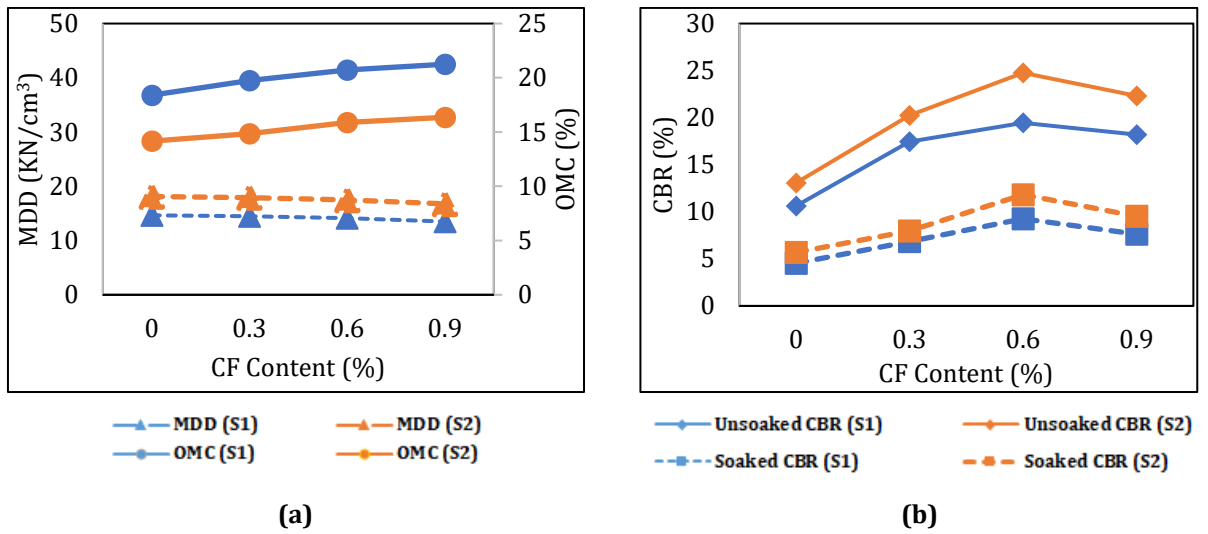 50
40
30
20
10
0
MDD (KN/cm³)
25
20
15
10
5
0
OMC (%)
0 0.3 0.6 0.9
CF Content (%)
MDD (S1) MDD (S2)
OMC (S1) OMC (S2)
(a)
30
25
20
15
10
5
0
CBR (%)
0 0.3 0.6 0.9
CF Content (%)
Unsoaked CBR (S1) Unsoaked CBR (S2)
Soaked CBR (S1) Soaked CBR (S2)
(b)